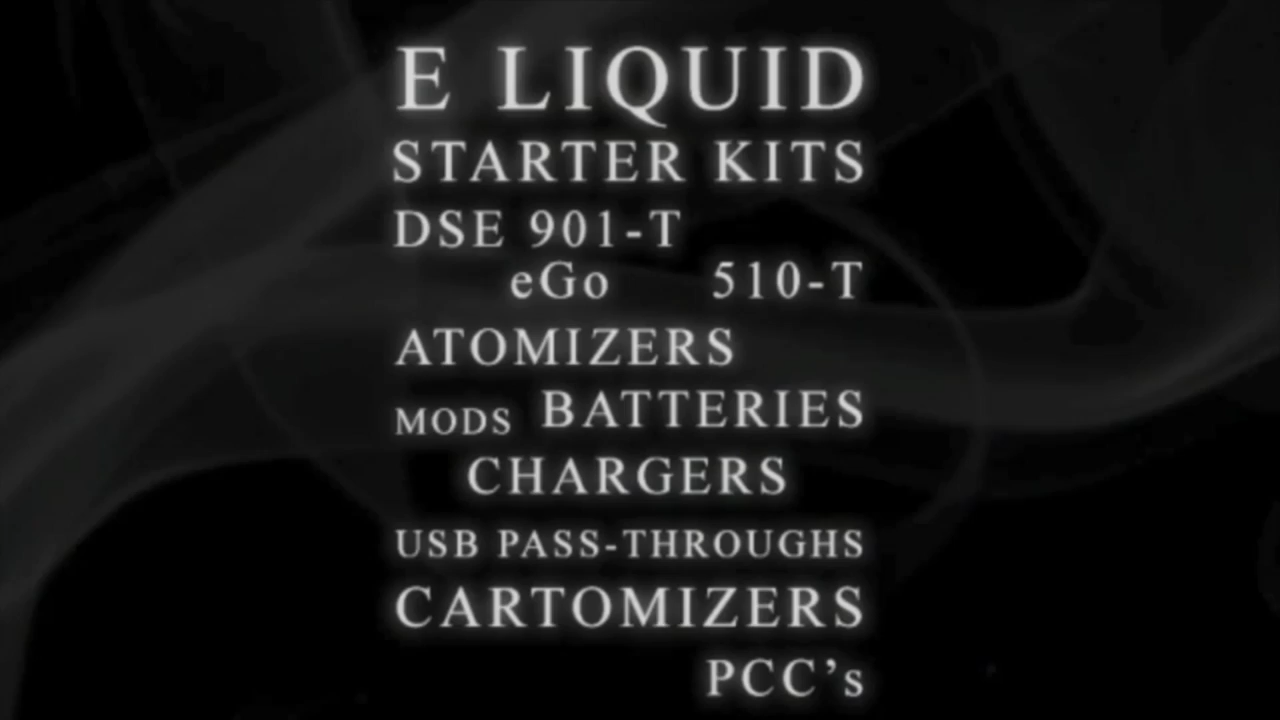 E LIQUID
STARTER KITS
DSE 901-T
eGo 510-T
ATOMIZERS
MODS BATTERIES
CHARGERS
USB PASS-THROUGHS
CARTOMIZERS
PCC's